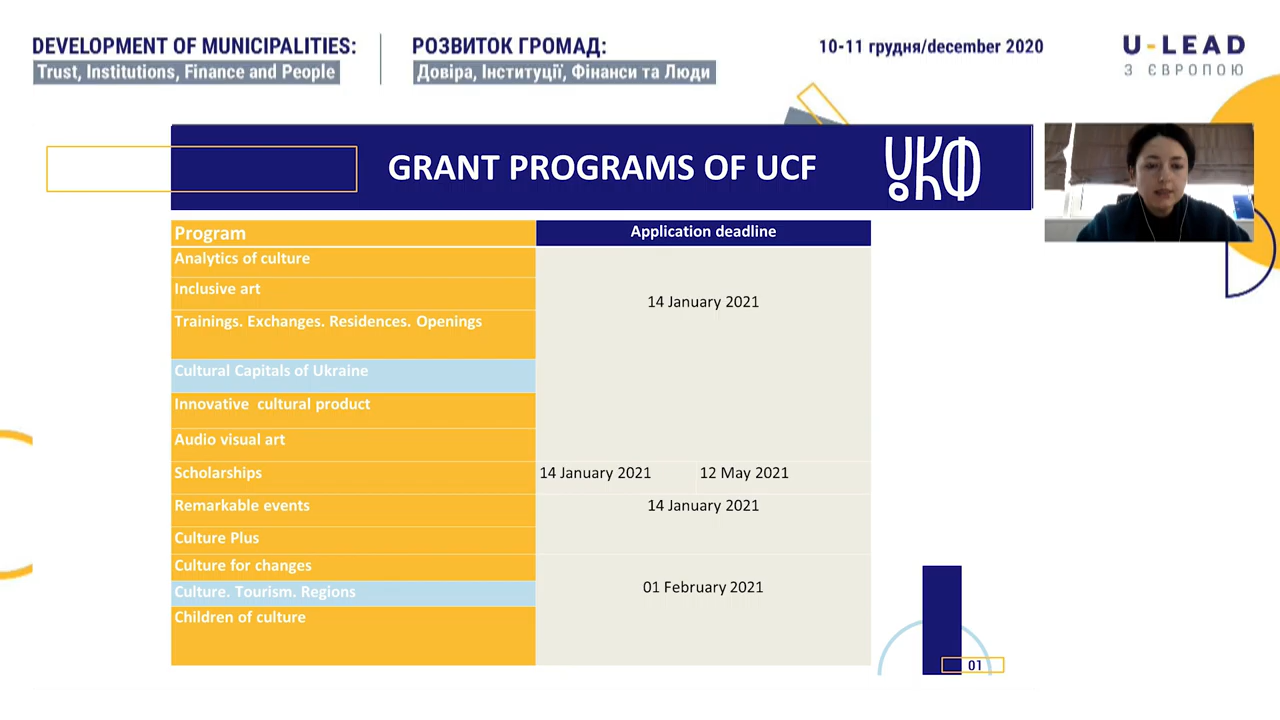 DEVELOPMENT OF MUNICIPALITIES:
Trust, Institutions, Finance and People
РОЗВИТОК ГРОМАД:
Довіра, Інституції, Фінанси та Люди
10-11 грудня/december 2020
U-LEAD
З ЄВРОПОЮ
GRANT PROGRAMS OF UCF
УКФ
Program
Application deadline
Analytics of culture
Inclusive art
14 January 2021
Trainings. Exchanges. Residences. Openings
Cultural Capitals of Ukraine
Innovative cultural product
Audio visual art
Scholarships
14 January 2021
12 May 2021
Remarkable events
14 January 2021
Culture Plus
Culture for changes
Culture. Tourism. Regions
01 February 2021
Children of culture
01